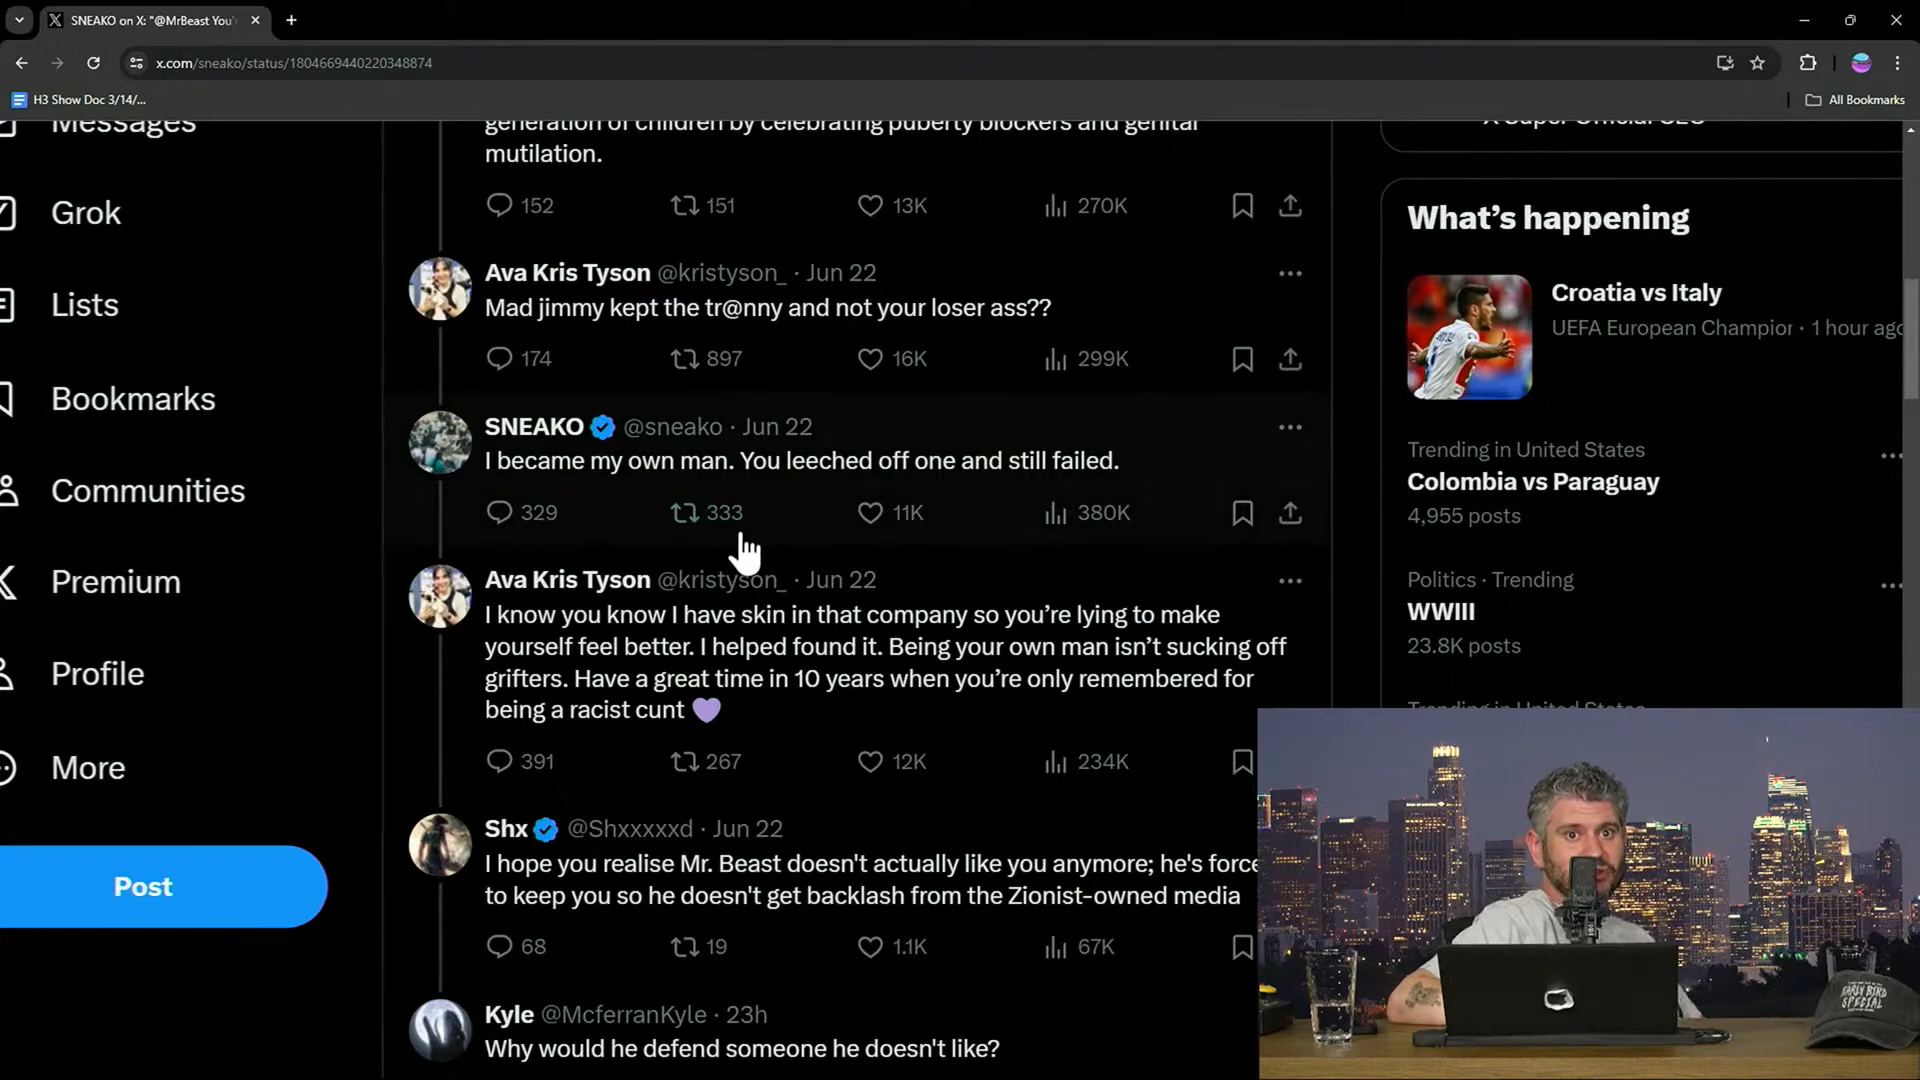 SNEAKO on X: "@MrBeast You'
x.com/sneako/status/1804669440220348874
H3 Show Doc 3/14/...
All Bookmarks
Messages
Grok
Lists
Bookmarks
Communities
Premium
Profile
More
Post
generation of children by celebrating puberty blockers and genital
mutilation.
152 151 13K 270K
Ava Kris Tyson @kristyson_ · Jun 22
Mad jimmy kept the tr@nny and not your loser ass??
174 897 16K 299K
SNEAKO @sneako · Jun 22
I became my own man. You leeched off one and still failed.
329 333 11K 380K
Ava Kris Tyson @kristyson_ · Jun 22
I know you know I have skin in that company so you’re lying to make
yourself feel better. I helped found it. Being your own man isn’t sucking off
grifters. Have a great time in 10 years when you’re only remembered for
being a racist cunt 💜
391 267 12K 234K
Shx @Shxxxxxd · Jun 22
I hope you realise Mr. Beast doesn't actually like you anymore; he's force
to keep you so he doesn't get backlash from the Zionist-owned media
68 19 1.1K 67K
Kyle @McferranKyle · 23h
Why would he defend someone he doesn't like?
X Super Official CEO
What’s happening
Croatia vs Italy
UEFA European Champior · 1 hour ago
Trending in United States
Colombia vs Paraguay
4,955 posts
Politics · Trending
WWIII
23.8K posts
Trending in United States
EARLY BIRD
SPECIAL